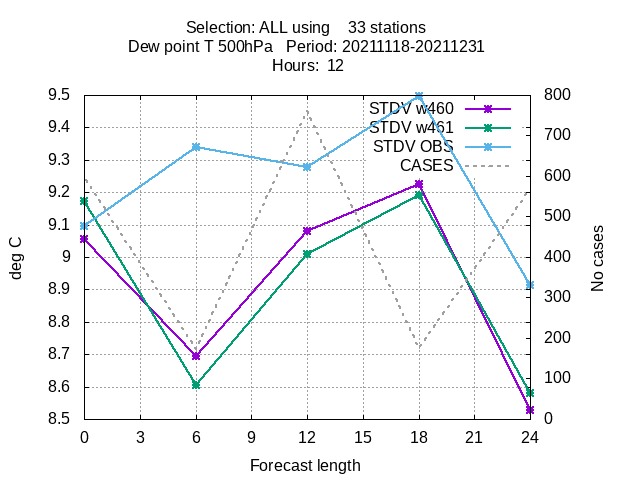 Selection: ALL using    33 stations
Dew point T 500hPa   Period: 20211118-20211231
Hours:  12
9.5
9.4
9.3
9.2
9.1
9
8.9
8.8
8.7
8.6
8.5
deg C
STDV w460
STDV w461
STDV OBS
CASES
800
700
600
500
400
300
200
100
0
No cases
0 3 6 9 12 15 18 21 24
Forecast length